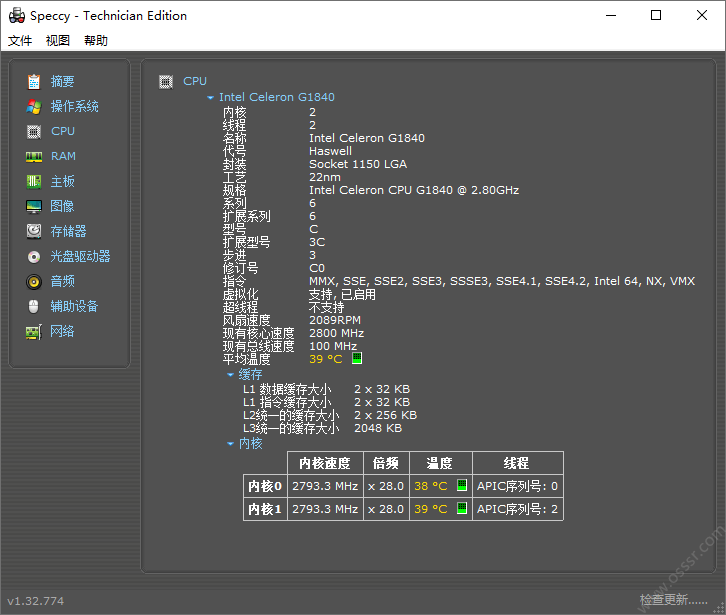 Speccy - Technician Edition
文件 视图 帮助
摘要
操作系统
CPU
RAM
主板
图像
存储器
光盘驱动器
音频
辅助设备
网络
CPU
Intel Celeron G1840
内核 2
线程 2
名称 Intel Celeron G1840
代号 Haswell
封装 Socket 1150 LGA
工艺 22nm
规格 Intel Celeron CPU G1840 @ 2.80GHz
系列 6
扩展系列 6
型号 C
扩展型号 3C
步进 3
修订号 C0
指令 MMX, SSE, SSE2, SSE3, SSSE3, SSE4.1, SSE4.2, Intel 64, NX, VMX
虚拟化 支持, 已启用
超线程 不支持
风扇速度 2089RPM
现有核心速度 2800 MHz
现有总线速度 100 MHz
平均温度 39 °C
缓存
L1 数据缓存大小 2 x 32 KB
L1 指令缓存大小 2 x 32 KB
L2统一的缓存大小 2 x 256 KB
L3统一的缓存大小 2048 KB
内核
内核速度 倍频 温度 线程
内核0 2793.3 MHz x 28.0 38 °C APIC序列号: 0
内核1 2793.3 MHz x 28.0 39 °C APIC序列号: 2
v1.32.774
检查更新......
www.osssr.com